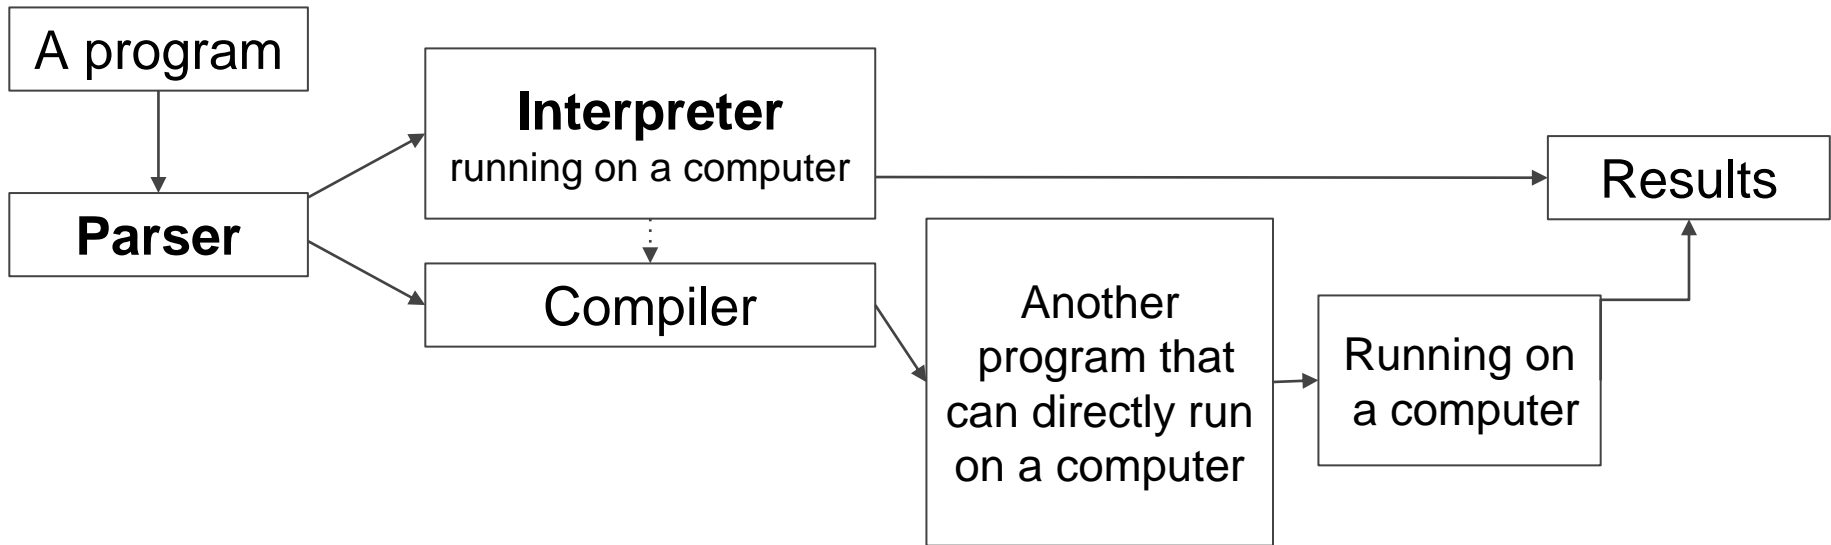 A program
Parser
Interpreter
running on a computer
Compiler
Another
program that
can directly run
on a computer
Running on
a computer
Results